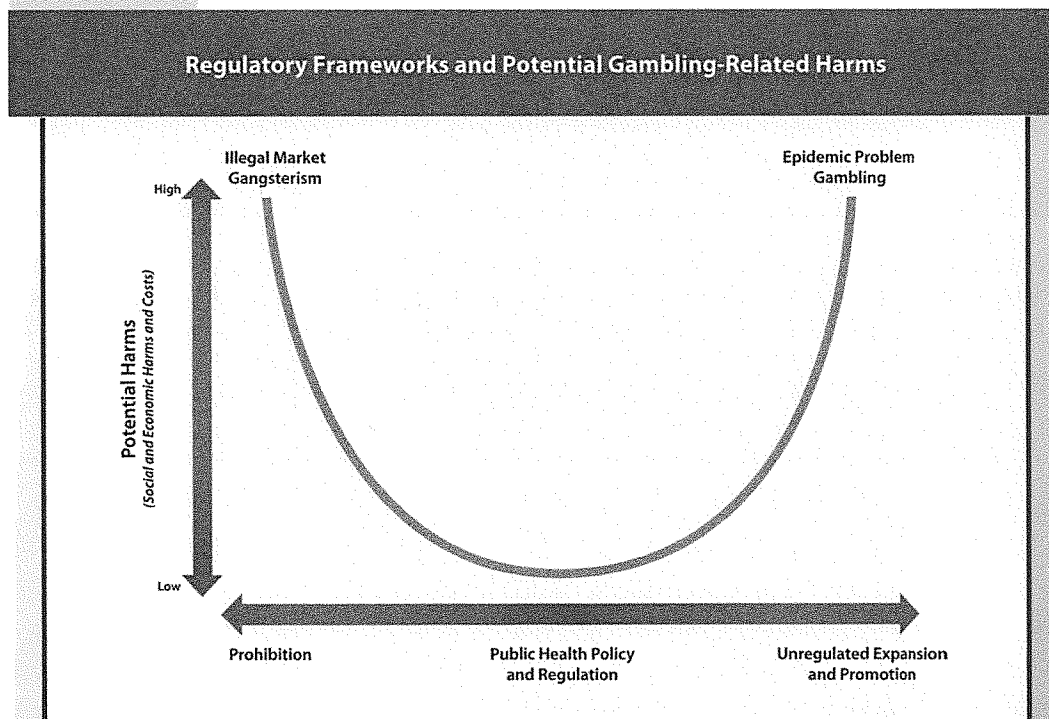 Regulatory Frameworks and Potential Gambling-Related Harms
Illegal Market
Gangsterism
Epidemic Problem
Gambling
High
Potential Harms
(Social and Economic Harms and Costs)
Low
Prohibition
Public Health Policy
and Regulation
Unregulated Expansion
and Promotion